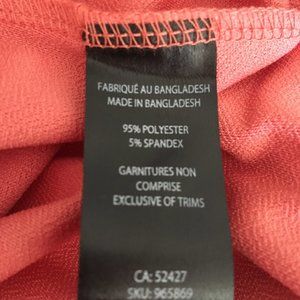 FABRIQUÉ AU BANGLADESH
MADE IN BANGLADESH
95% POLYESTER
5% SPANDEX
GARNITURES NON
COMPRISE
EXCLUSIVE OF TRIMS
CA: 52427
SKU: 965869